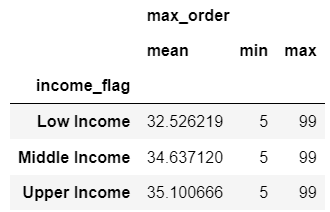 max_order
mean min max
income_flag
Low Income 32.526219 5 99
Middle Income 34.637120 5 99
Upper Income 35.100666 5 99